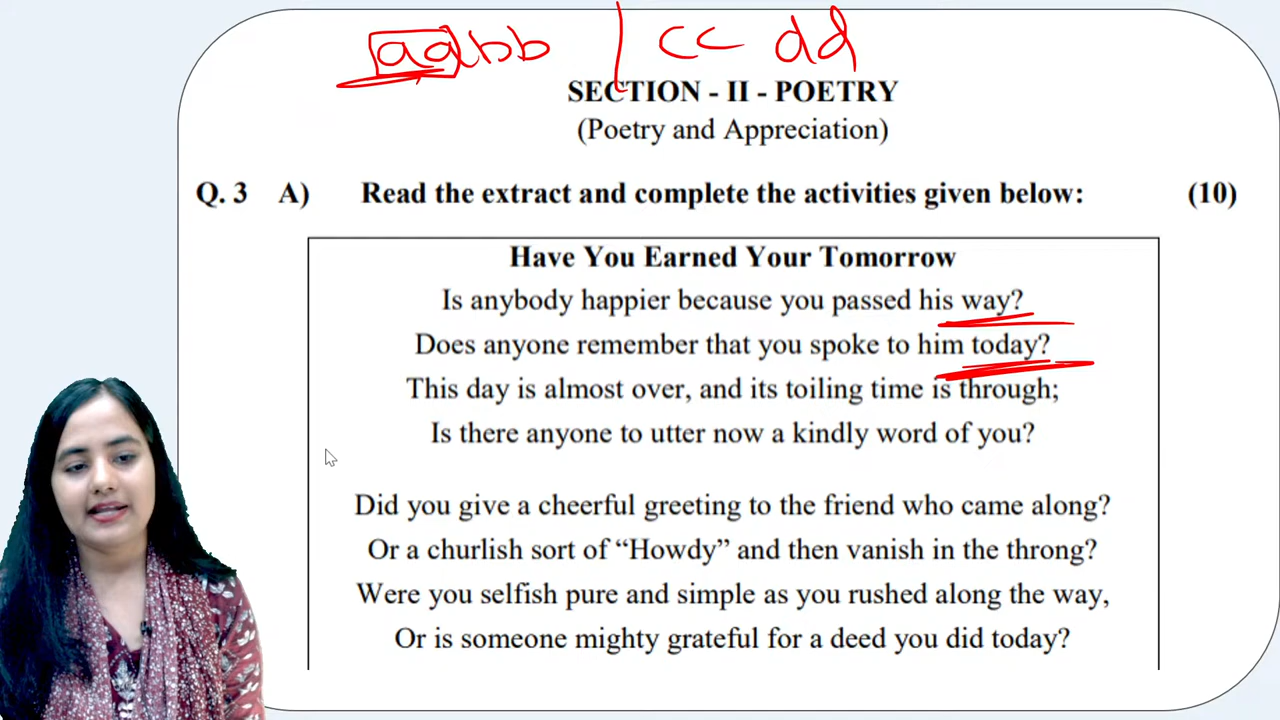 aabb | cc dd
SECTION - II - POETRY
(Poetry and Appreciation)
Q. 3 A) Read the extract and complete the activities given below: (10)
Have You Earned Your Tomorrow
Is anybody happier because you passed his way?
Does anyone remember that you spoke to him today?
This day is almost over, and its toiling time is through;
Is there anyone to utter now a kindly word of you?
Did you give a cheerful greeting to the friend who came along?
Or a churlish sort of “Howdy” and then vanish in the throng?
Were you selfish pure and simple as you rushed along the way,
Or is someone mighty grateful for a deed you did today?